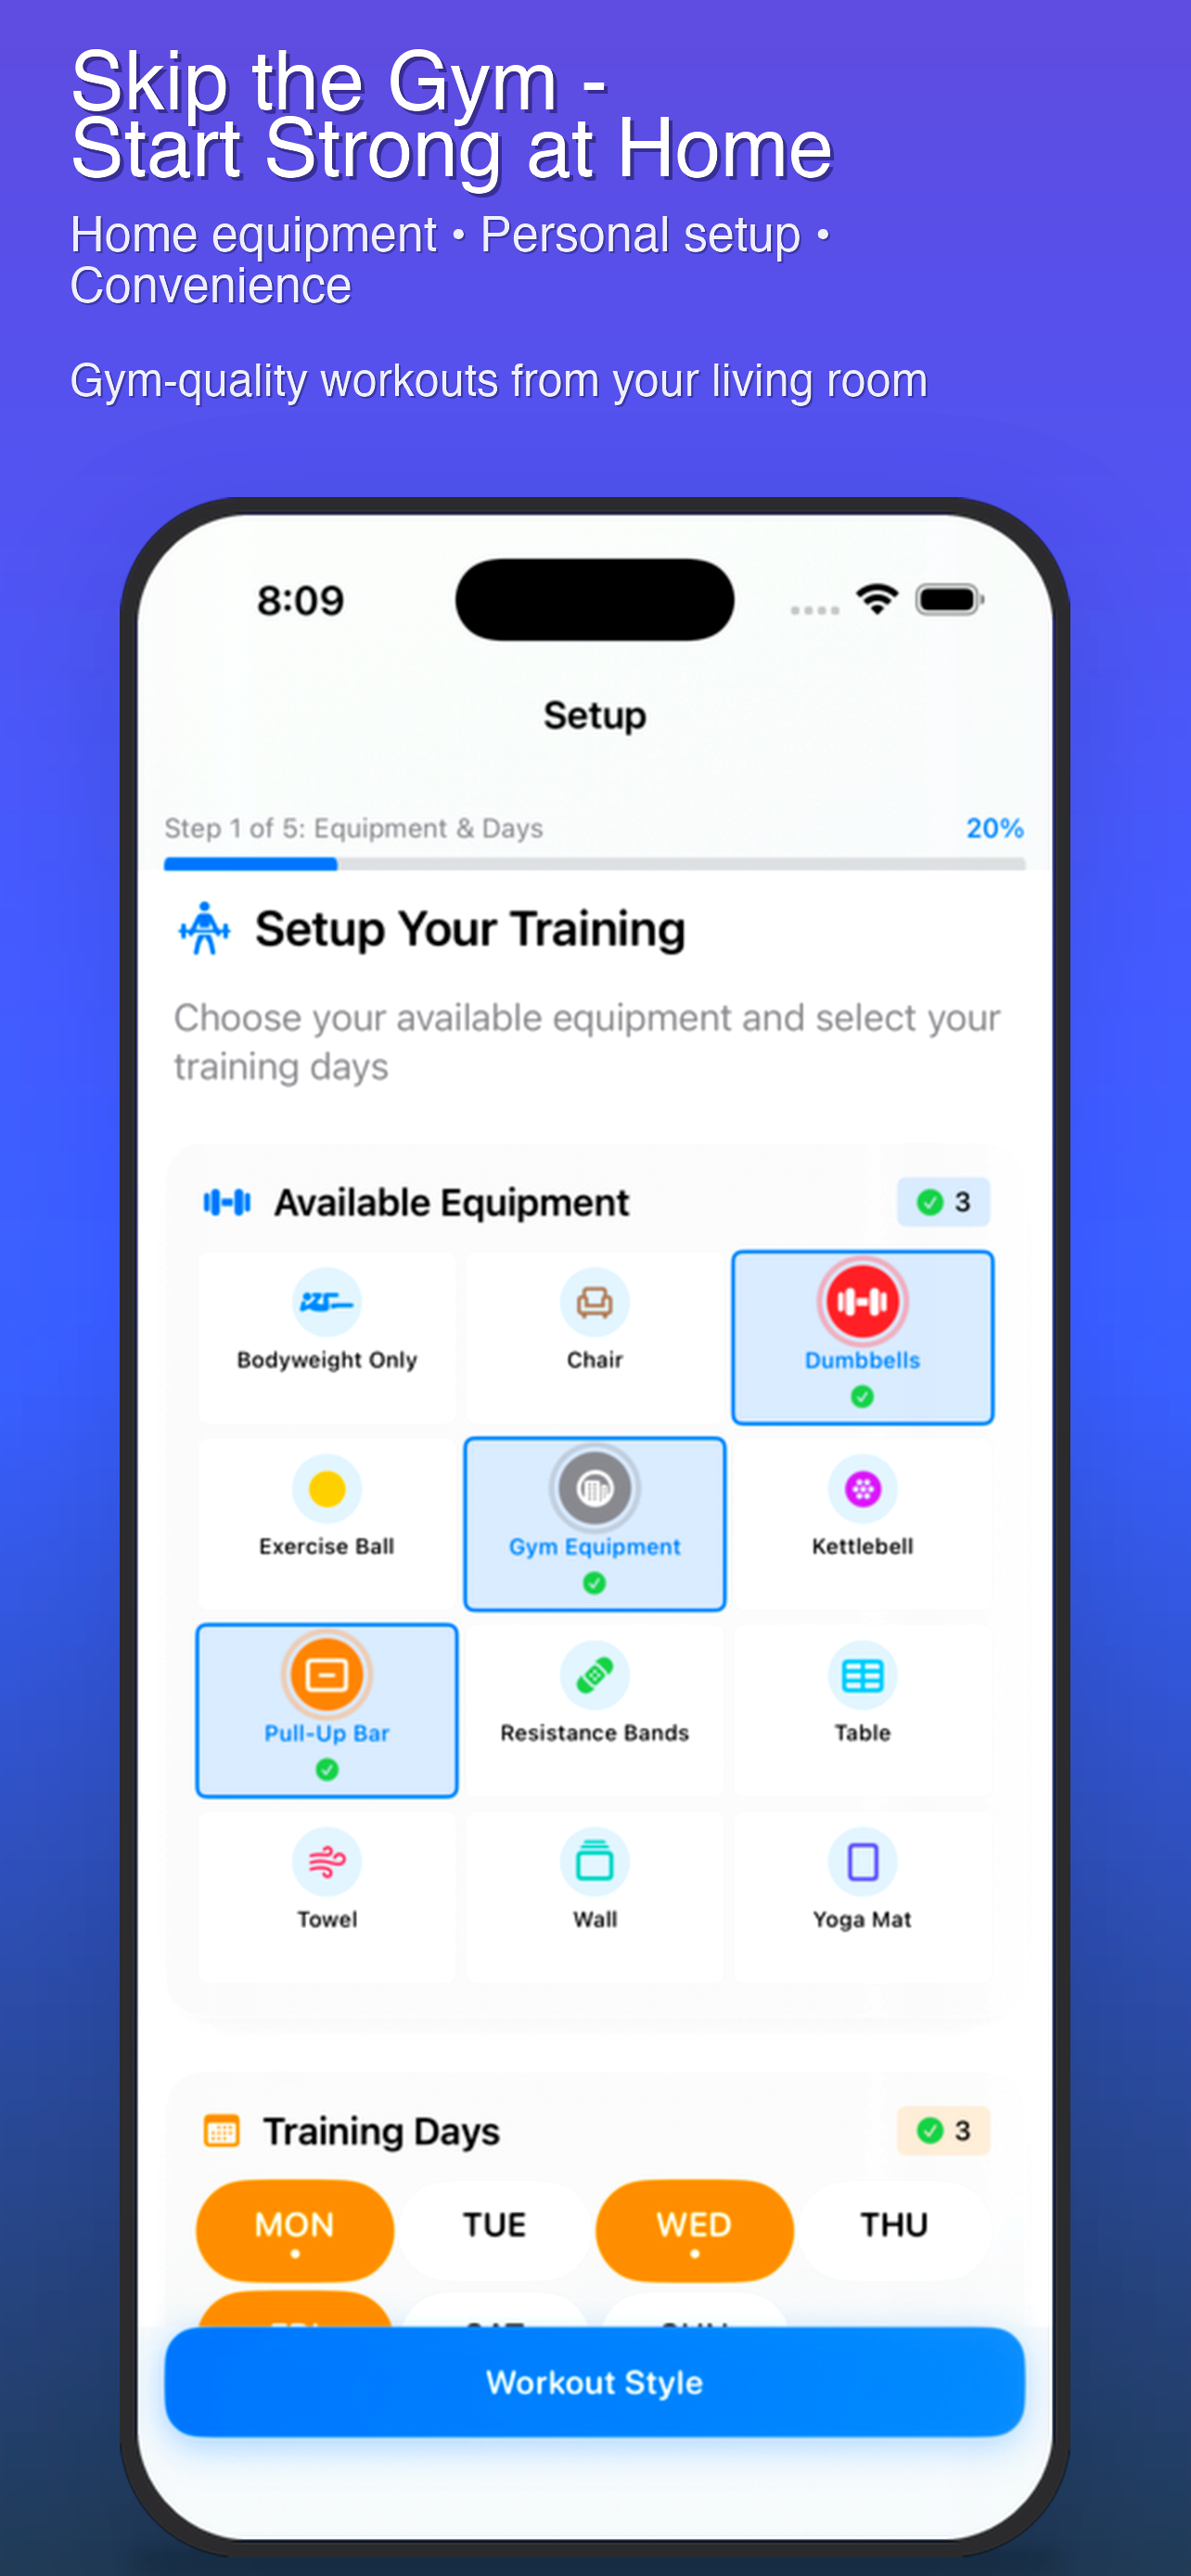 Skip the Gym -
Start Strong at Home
Home equipment • Personal setup •
Convenience
Gym-quality workouts from your living room
8:09
Setup
Step 1 of 5: Equipment & Days 20%
Setup Your Training
Choose your available equipment and select your
training days
Available Equipment 3
Bodyweight Only Chair Dumbbells
Exercise Ball Gym Equipment Kettlebell
Pull-Up Bar Resistance Bands Table
Towel Wall Yoga Mat
Training Days 3
MON TUE WED THU
Workout Style